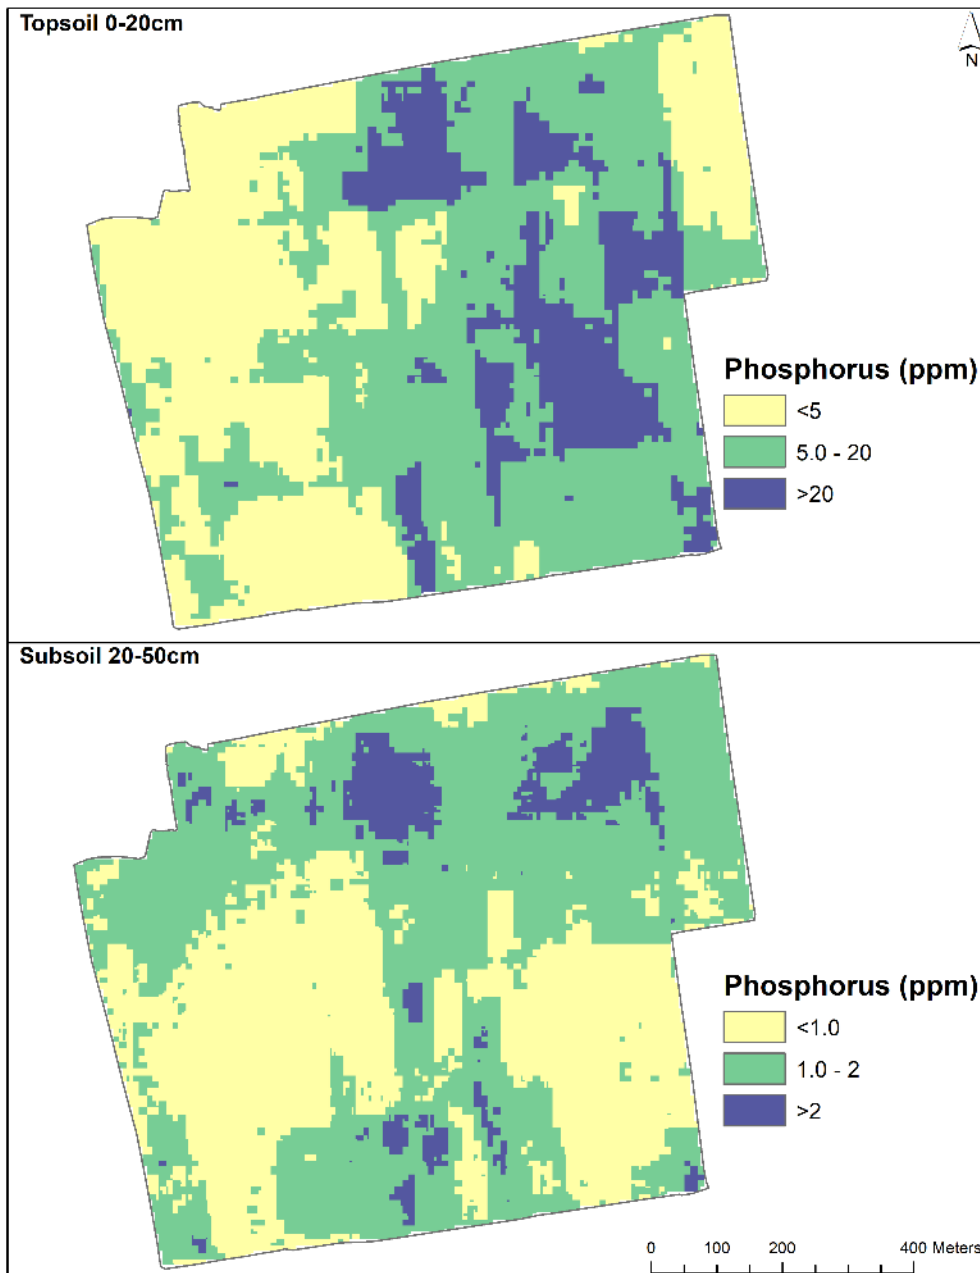 Topsoil 0-20cm
N
Phosphorus (ppm)
<5
5.0 - 20
>20
Subsoil 20-50cm
Phosphorus (ppm)
<1.0
1.0 - 2
>2
0 100 200 400 Meters